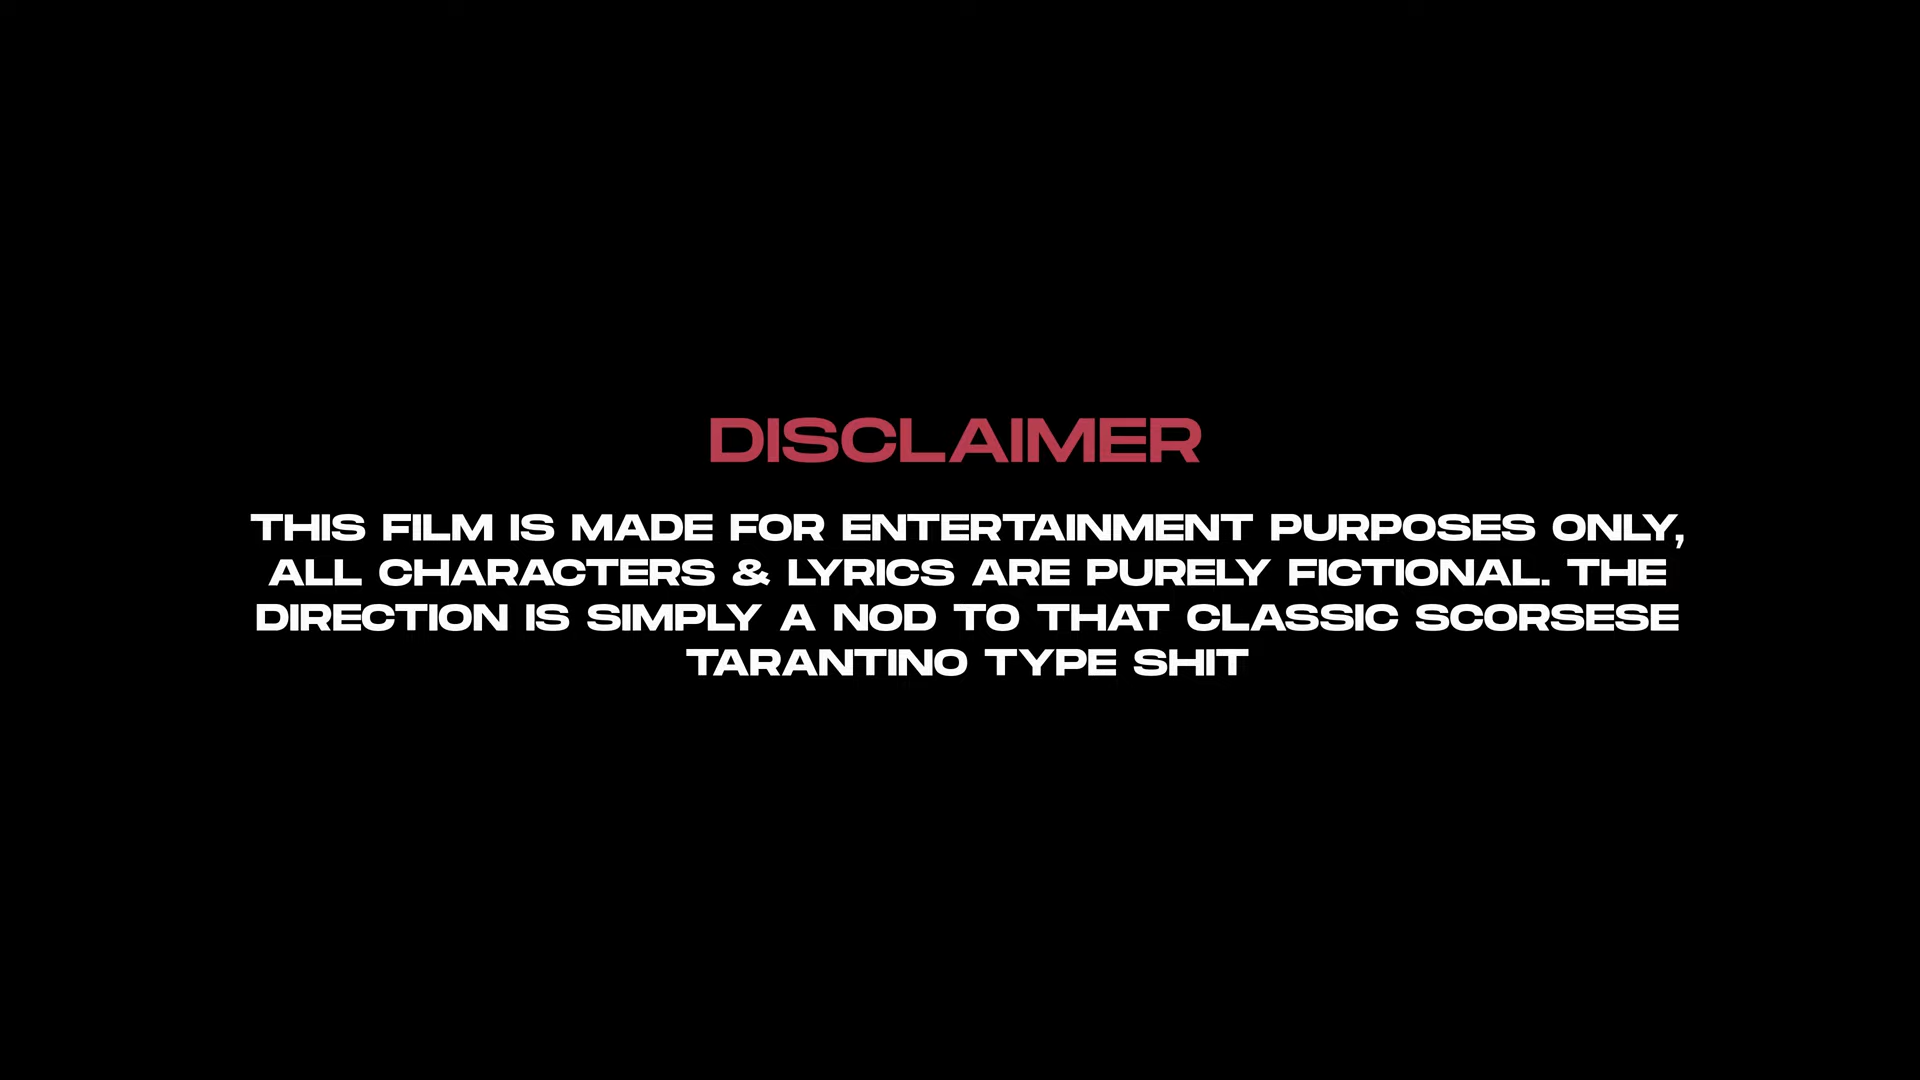 DISCLAIMER
THIS FILM IS MADE FOR ENTERTAINMENT PURPOSES ONLY,
ALL CHARACTERS & LYRICS ARE PURELY FICTIONAL. THE
DIRECTION IS SIMPLY A NOD TO THAT CLASSIC SCORSESE
TARANTINO TYPE SHIT